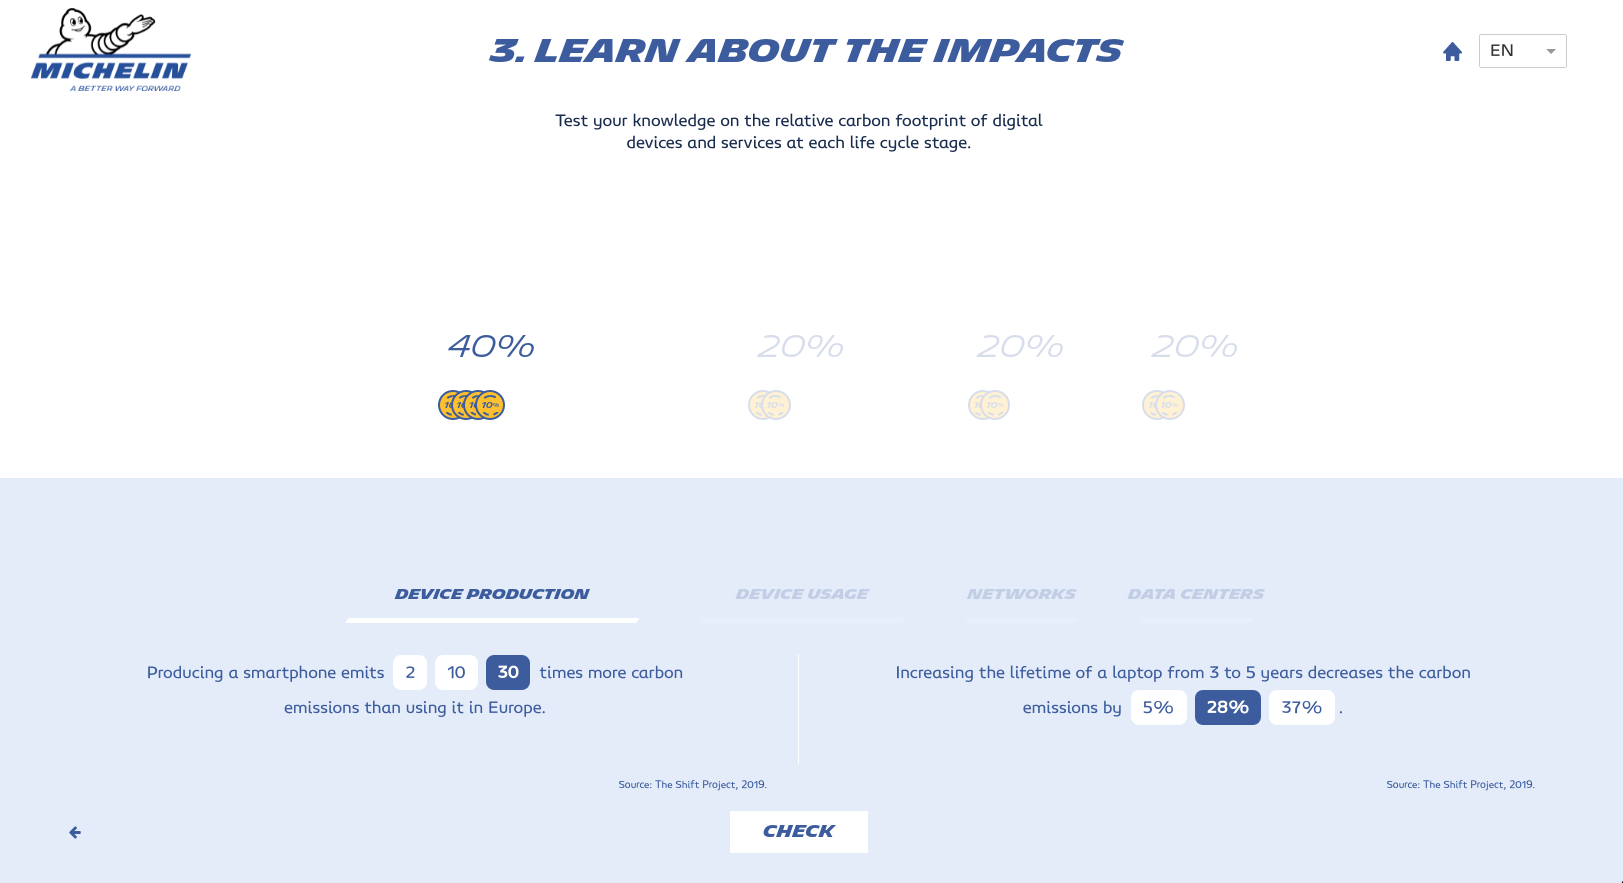 MICHELIN
A BETTER WAY FORWARD
3. LEARN ABOUT THE IMPACTS
EN
Test your knowledge on the relative carbon footprint of digital
devices and services at each life cycle stage.
40% 20% 20% 20%
10% 10% 10% 10%
DEVICE PRODUCTION DEVICE USAGE NETWORKS DATA CENTERS
Producing a smartphone emits 2 10 30 times more carbon
emissions than using it in Europe.
Source: The Shift Project, 2019.
Increasing the lifetime of a laptop from 3 to 5 years decreases the carbon
emissions by 5% 28% 37% .
Source: The Shift Project, 2019.
CHECK